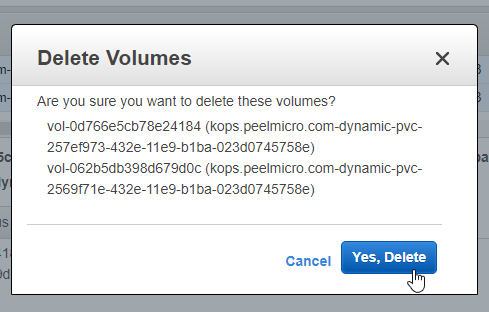 Delete Volumes
Are you sure you want to delete these volumes?
vol-0d766e5cb78e24184 (kops.peelmicro.com-dynamic-pvc-
257ef973-432e-11e9-b1ba-023d0745758e)
vol-062b5db398d679d0c (kops.peelmicro.com-dynamic-pvc-
2569f71e-432e-11e9-b1ba-023d0745758e)
Cancel
Yes, Delete